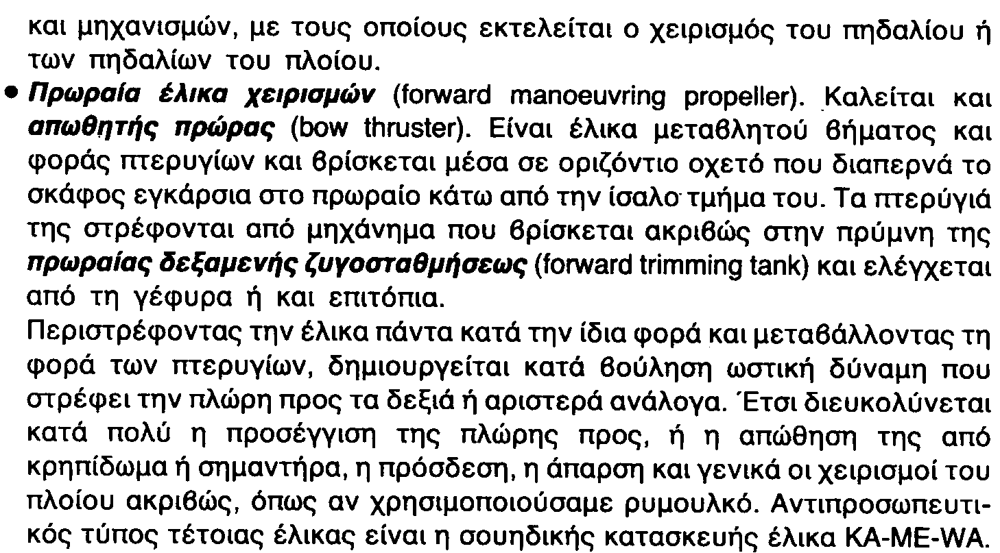 και μηχανισμών, με τους οποίους εκτελείται ο χειρισμός του πηδαλίου ή
των πηδαλίων του πλοίου.
• Πρωραία έλικα χειρισμών (forward manoeuvring propeller). Καλείται και
απωθητής πρώρας (bow thruster). Είναι έλικα μεταβλητού βήματος και
φοράς πτερυγίων και βρίσκεται μέσα σε οριζόντιο οχετό που διαπερνά το
σκάφος εγκάρσια στο πρωραίο κάτω από την ίσαλο τμήμα του. Τα πτερύγιά
της στρέφονται από μηχάνημα που βρίσκεται ακριβώς στην πρύμνη της
πρωραίας δεξαμενής ζυγοσταθμήσεως (forward trimming tank) και ελέγχεται
από τη γέφυρα ή και επιτόπια.
Περιστρέφοντας την έλικα πάντα κατά την ίδια φορά και μεταβάλλοντας τη
φορά των πτερυγίων, δημιουργείται κατά βούληση ωστική δύναμη που
στρέφει την πλώρη προς τα δεξιά ή αριστερά ανάλογα. Έτσι διευκολύνεται
κατά πολύ η προσέγγιση της πλώρης προς, ή η απώθηση της από
κρηπίδωμα ή σημαντήρα, η πρόσδεση, η άπαρση και γενικά οι χειρισμοί του
πλοίου ακριβώς, όπως αν χρησιμοποιούσαμε ρυμουλκό. Αντιπροσωπευτι-
κός τύπος τέτοιας έλικας είναι η σουηδικής κατασκευής έλικα KA-ME-WA.